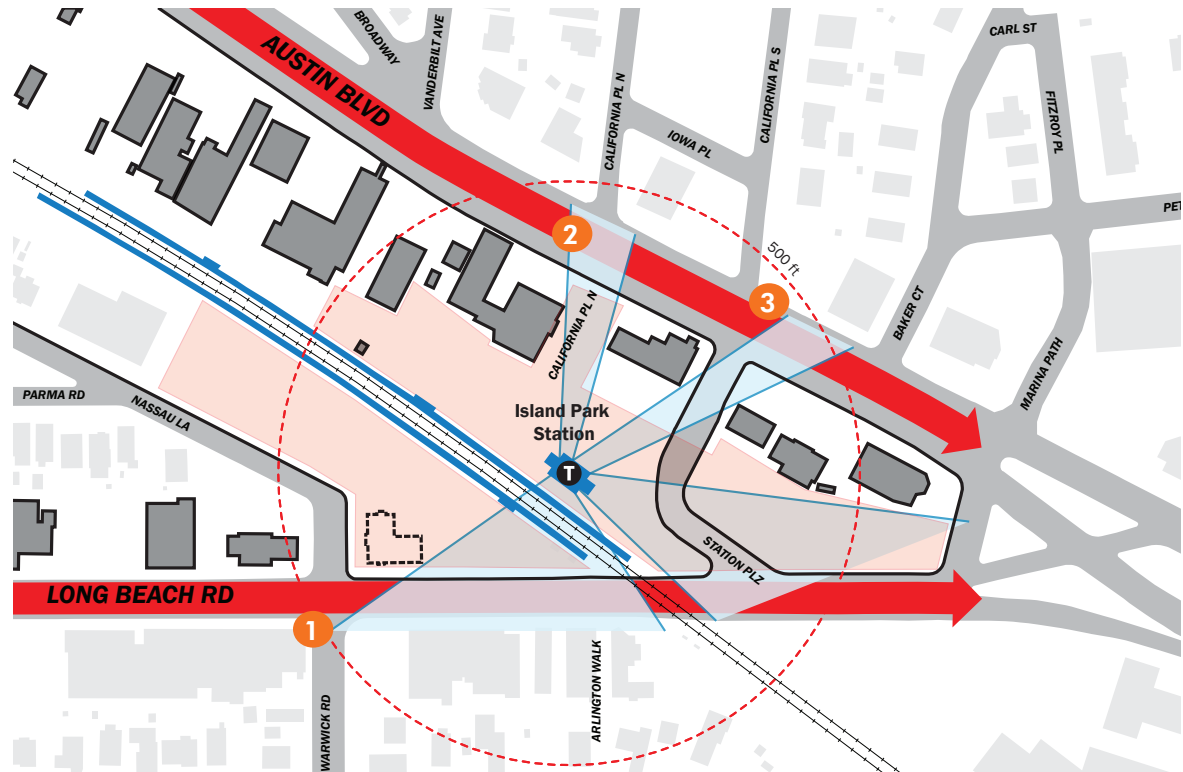 BROADWAY
VANDERBILT AVE
CARL ST
AUSTIN BLVD
CALIFORNIA PL N
CALIFORNIA PL S
FITZROY PL
IOWA PL
PET
2
500 ft
3
BAKER CT
MARINA PATH
CALIFORNIA PL N
PARMA RD
NASSAU LA
Island Park
Station
T
STATION PLZ
LONG BEACH RD
1
WARWICK RD
ARLINGTON WALK